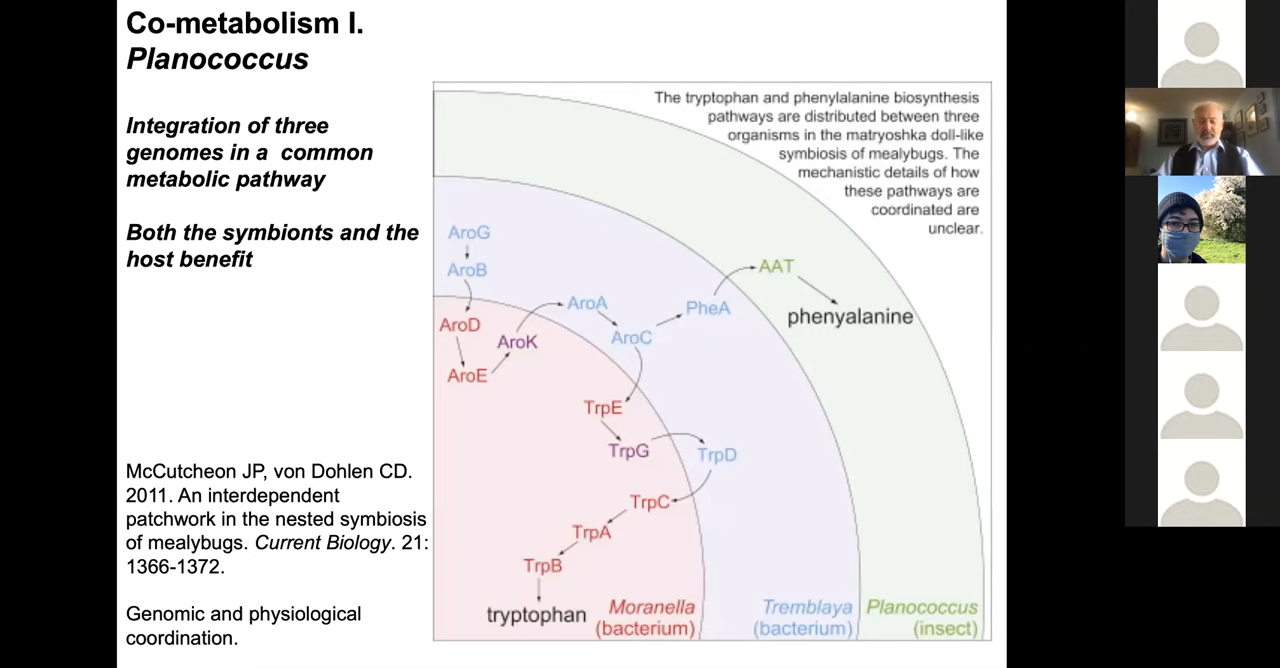 Co-metabolism I.
Planococcus
Integration of three
genomes in a common
metabolic pathway
Both the symbionts and the
host benefit
McCutcheon JP, von Dohlen CD.
2011. An interdependent
patchwork in the nested symbiosis
of mealybugs. Current Biology. 21:
1366-1372.
Genomic and physiological
coordination.
The tryptophan and phenylalanine biosynthesis
pathways are distributed between three
organisms in the matryoshka doll-like
symbiosis of mealybugs. The
mechanistic details of how
these pathways are
coordinated are
unclear.
AroG
AroB
AroD
AroE
AroK
AroA
AroC
PheA
AAT
phenyalanine
TrpE
TrpG
TrpD
TrpC
TrpA
TrpB
tryptophan
Moranella
(bacterium)
Tremblaya
(bacterium)
Planococcus
(insect)